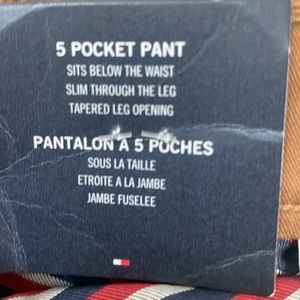 5 POCKET PANT
SITS BELOW THE WAIST
SLIM THROUGH THE LEG
TAPERED LEG OPENING
PANTALON A 5 POCHES
SOUS LA TAILLE
ETROITE A LA JAMBE
JAMBE FUSELEE